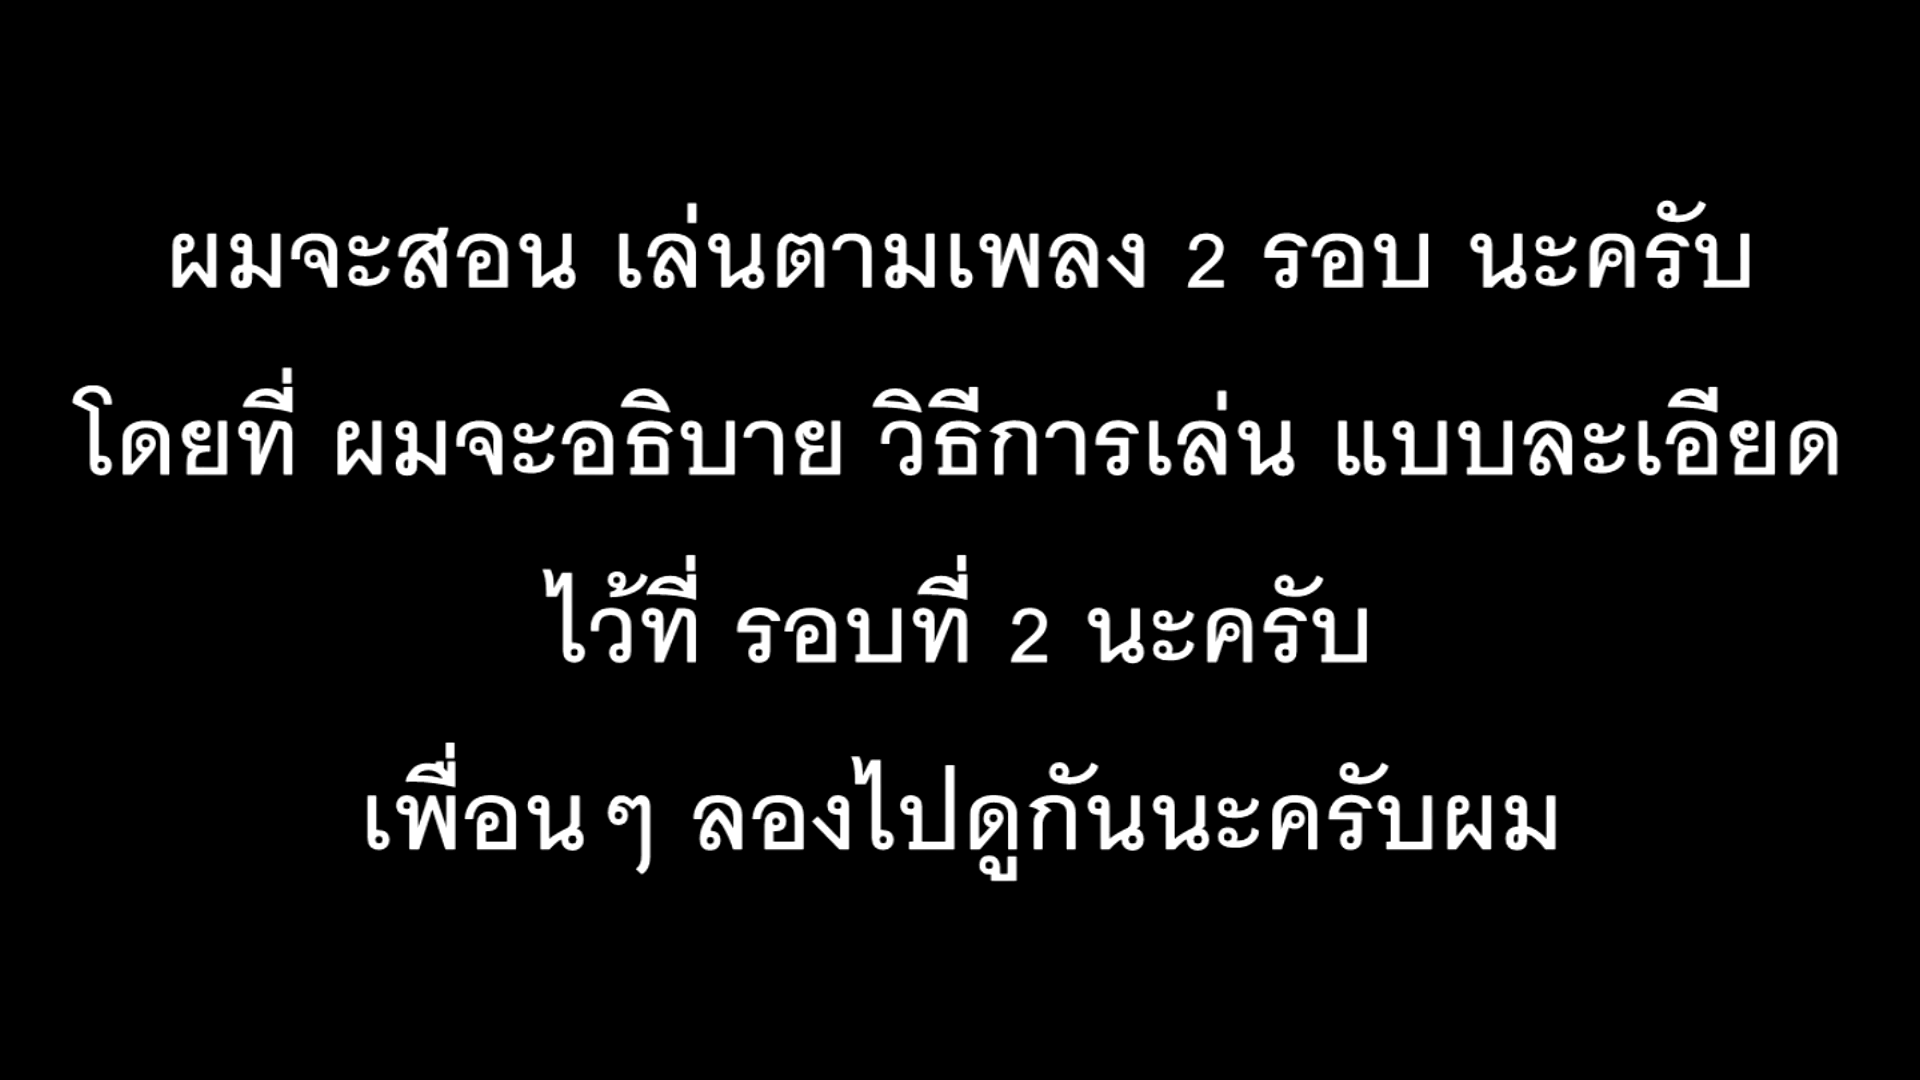 ผมจะสอน เล่นตามเพลง 2 รอบ นะครับ
โดยที่ ผมจะอธิบาย วิธีการเล่น แบบละเอียด
ไว้ที่ รอบที่ 2 นะครับ
เพื่อนๆ ลองไปดูกันนะครับผม